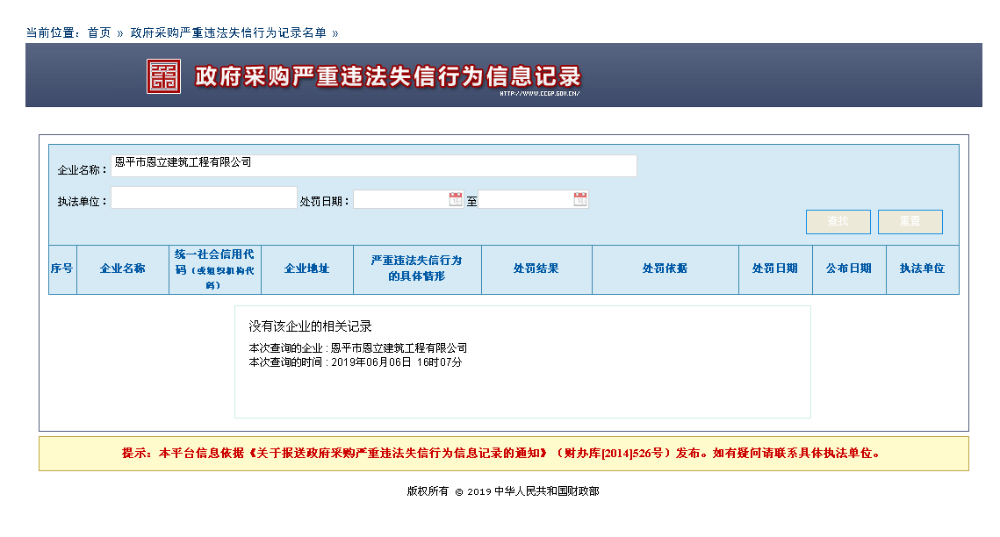 当前位置：首页 » 政府采购严重违法失信行为记录名单 »
政府采购严重违法失信行为信息记录
HTTP://WWW.CCGP.GOV.CN/
企业名称：恩平市恩立建筑工程有限公司
执法单位： 处罚日期： 至
查找 重置
序号 企业名称 统一社会信用代码（或组织机构代码） 企业地址 严重违法失信行为的具体情形 处罚结果 处罚依据 处罚日期 公布日期 执法单位
没有该企业的相关记录
本次查询的企业 : 恩平市恩立建筑工程有限公司
本次查询的时间 : 2019年06月06日 16时07分
提示：本平台信息依据《关于报送政府采购严重违法失信行为信息记录的通知》（财办库[2014]526号）发布。如有疑问请联系具体执法单位。
版权所有 © 2019 中华人民共和国财政部